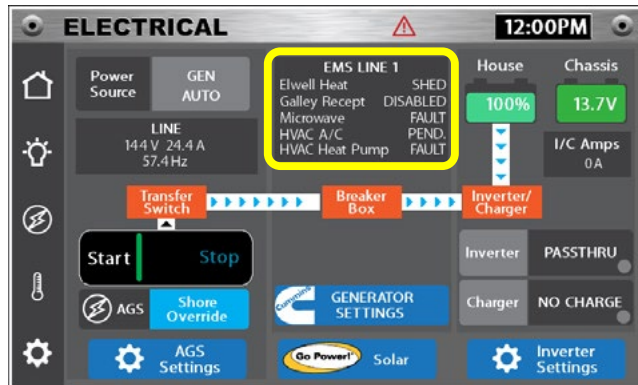 ELECTRICAL
12:00PM
Power Source
GEN AUTO
EMS LINE 1
Elwell Heat SHED
Galley Recept DISABLED
Microwave FAULT
HVAC A/C PEND.
HVAC Heat Pump FAULT
House
Chassis
100%
13.7V
LINE
144 V 24.4 A
57.4 Hz
I/C Amps
0 A
Transfer
Switch
Breaker
Box
Inverter/
Charger
Start Stop
Inverter PASSTHRU
AGS
Shore
Override
Cummins
GENERATOR
SETTINGS
Charger NO CHARGE
AGS
Settings
Go Power!
Solar
Inverter
Settings